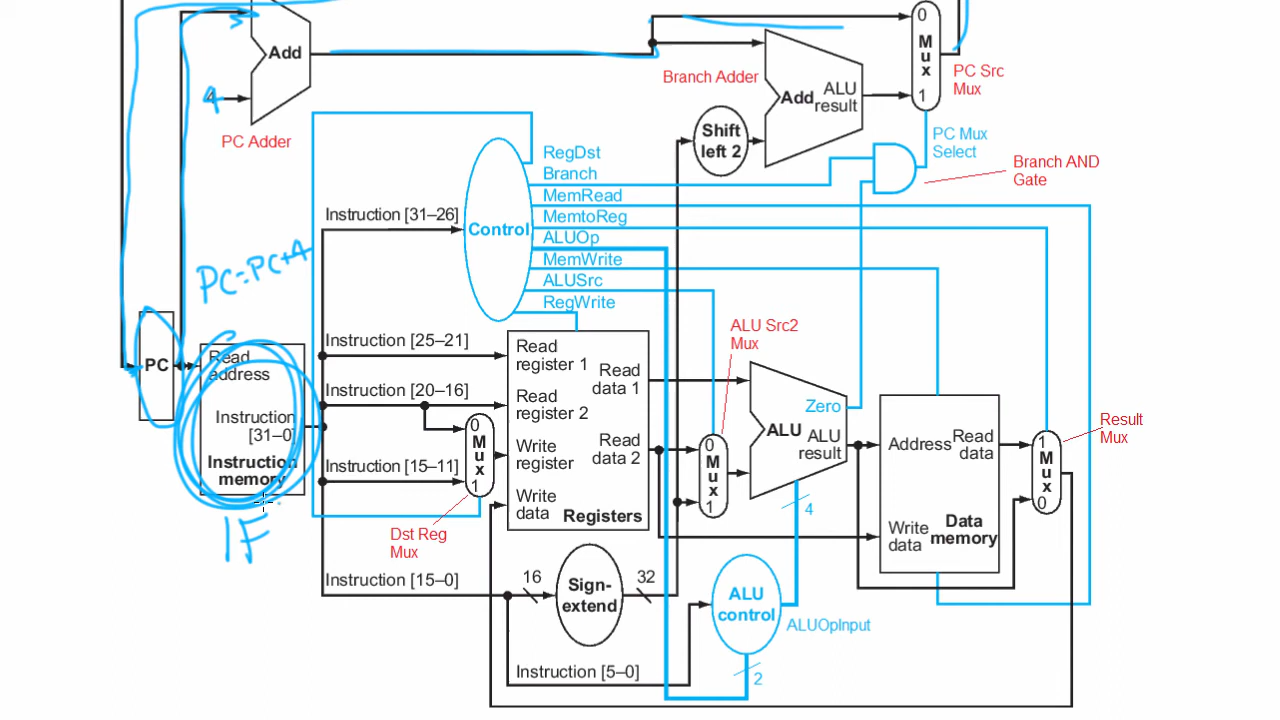 0
Mux
1
Add
4
PC Adder
Branch Adder
Add
ALU
result
PC Src
Mux
Shift
left 2
PC Mux
Select
Branch AND
Gate
RegDst
Branch
MemRead
MemtoReg
ALUOp
MemWrite
ALUSrc
RegWrite
Control
Instruction [31–26]
PC=PC+4
PC
Read
address
Instruction
[31–0]
Instruction
memory
IF
Instruction [25–21]
Instruction [20–16]
Instruction [15–11]
0
Mux
1
Dst Reg
Mux
Read
register 1
Read
data 1
Read
register 2
Write
register
Read
data 2
Write
data
Registers
ALU Src2
Mux
0
Mux
1
Zero
ALU
ALU
result
4
Address
Read
data
Write
data
Data
memory
1
Mux
0
Result
Mux
Instruction [15–0]
16
Sign-
extend
32
ALU
control
ALUOpInput
Instruction [5–0]
2